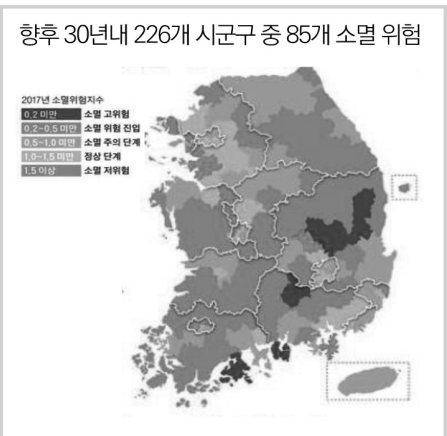 향후 30년내 226개 시군구 중 85개 소멸 위험
2017년 소멸위험지수
0.2 미만 소멸 고위험
0.2~0.5 미만 소멸 위험 진입
0.5~1.0 미만 소멸 주의 단계
1.0~1.5 미만 정상 단계
1.5 이상 소멸 저위험